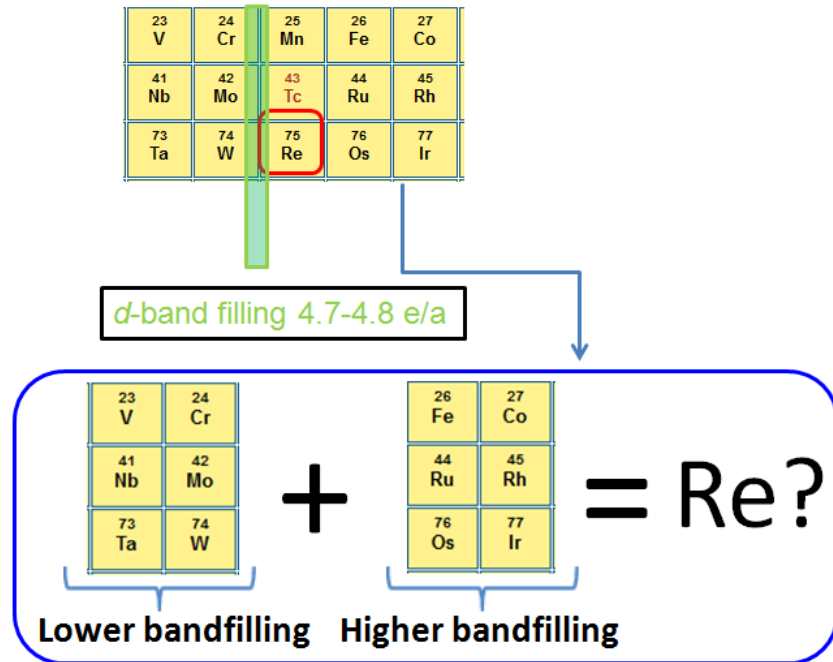 23 24 25 26 27
V Cr Mn Fe Co
41 42 43 44 45
Nb Mo Tc Ru Rh
73 74 75 76 77
Ta W Re Os Ir
d-band filling 4.7-4.8 e/a
23 24 26 27
V Cr Fe Co
41 42 44 45
Nb Mo + Ru Rh = Re?
73 74 76 77
Ta W Os Ir
Lower bandfilling Higher bandfilling